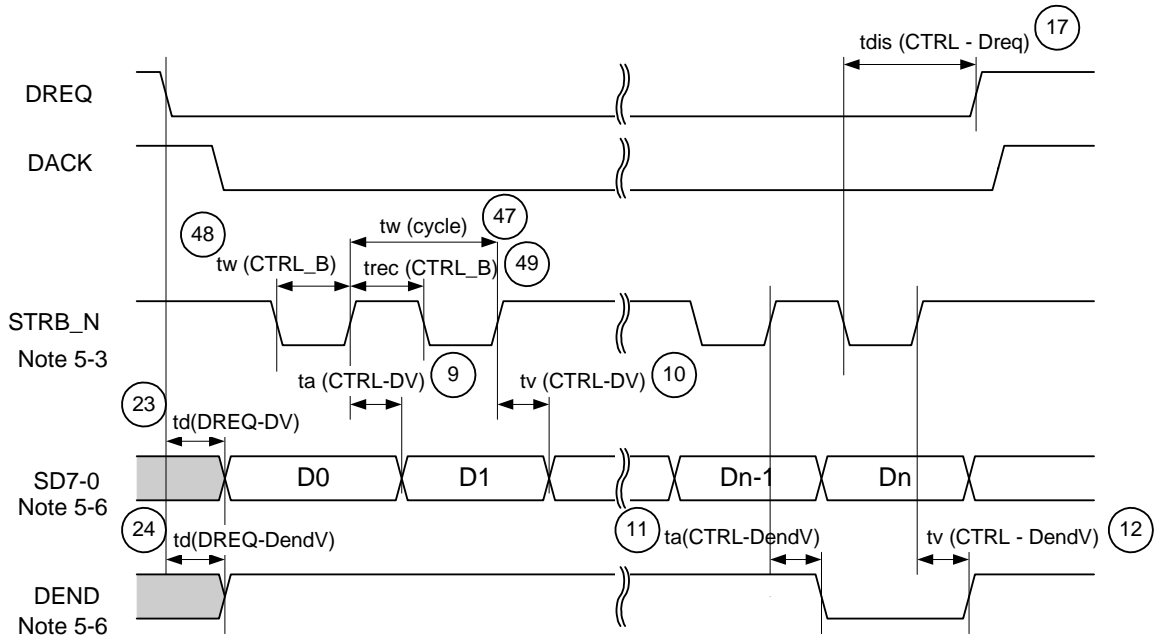 tdis (CTRL - Dreq) 17
DREQ
DACK
48 tw (cycle) 47
tw (CTRL_B) trec (CTRL_B) 49
STRB_N
Note 5-3
ta (CTRL-DV) 9 tv (CTRL-DV) 10
23 td(DREQ-DV)
SD7-0 D0 D1 Dn-1 Dn
Note 5-6
24 td(DREQ-DendV) 11 ta(CTRL-DendV) tv (CTRL - DendV) 12
DEND
Note 5-6